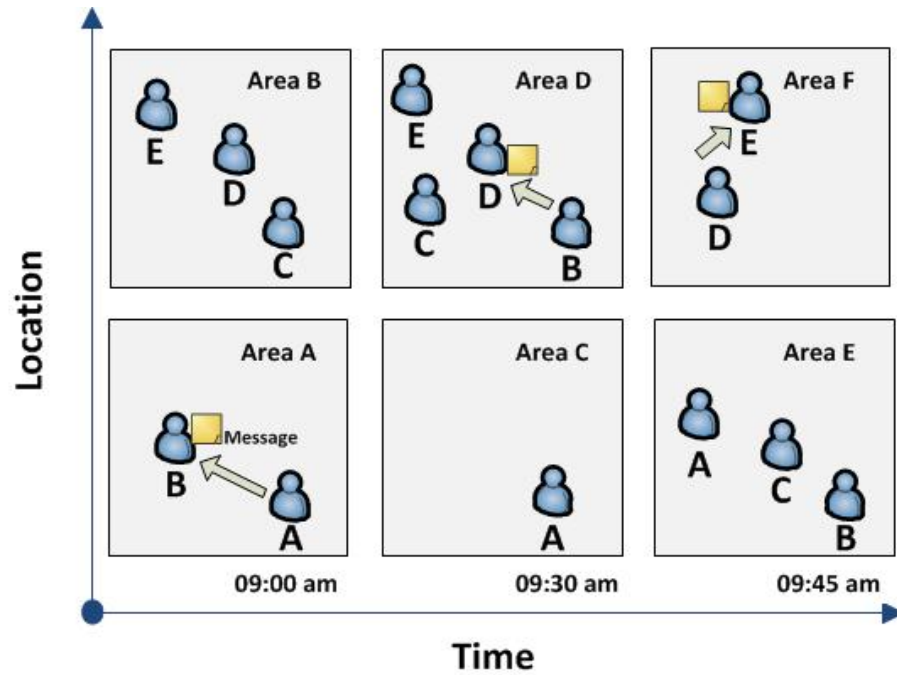 Location
Area B
E
D
C
Area D
E
D
C
B
Area F
E
D
Area A
Message
B
A
Area C
A
Area E
A
C
B
09:00 am
09:30 am
09:45 am
Time